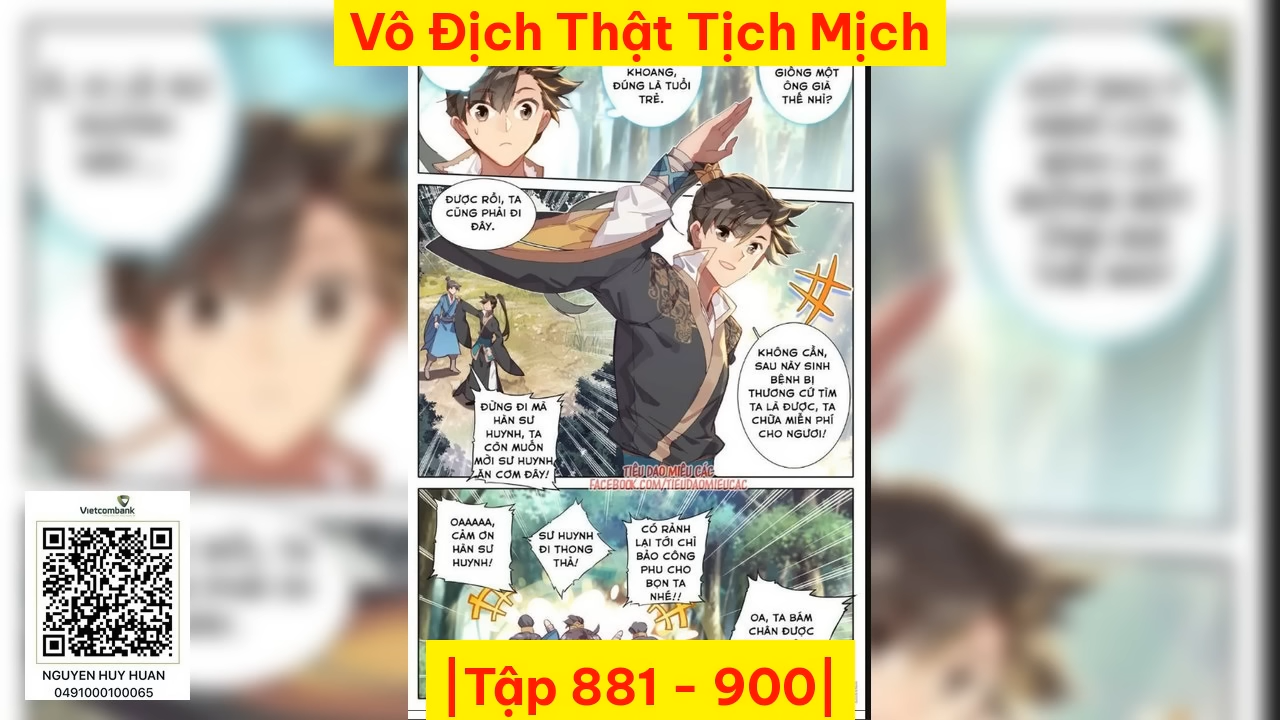 Vô Địch Thật Tịch Mịch
KHOANG,
ĐÚNG LÀ TUỔI
TRẺ.
GIỐNG MỘT
ÔNG GIÀ
THẾ NHỈ?
ĐƯỢC RỒI, TA
CŨNG PHẢI ĐI
ĐÂY.
KHÔNG CẦN,
SAU NÀY SINH
BỆNH BỊ
THƯƠNG CỨ TÌM
TA LÀ ĐƯỢC, TA
CHỮA MIỄN PHÍ
CHO NGƯƠI!
ĐỪNG ĐI MÀ
HÀN SƯ
HUYNH, TA
CÒN MUỐN
MỜI SƯ HUYNH
ĂN CƠM ĐÂY!
TIÊU DAO MIÊU CÁC
FACEBOOK.COM/TIEUDAOMIEUCAC
OAAAAA,
CẢM ƠN
HÀN SƯ
HUYNH!
SƯ HUYNH
ĐI THONG
THẢ!
CÓ RẢNH
LẠI TỚI CHỈ
BẢO CÔNG
PHU CHO
BỌN TA
NHÉ!!
OA, TA BÁM
CHÂN ĐƯỢC
|Tập 881 - 900|
Vietcombank
NGUYEN HUY HUAN
0491000100065